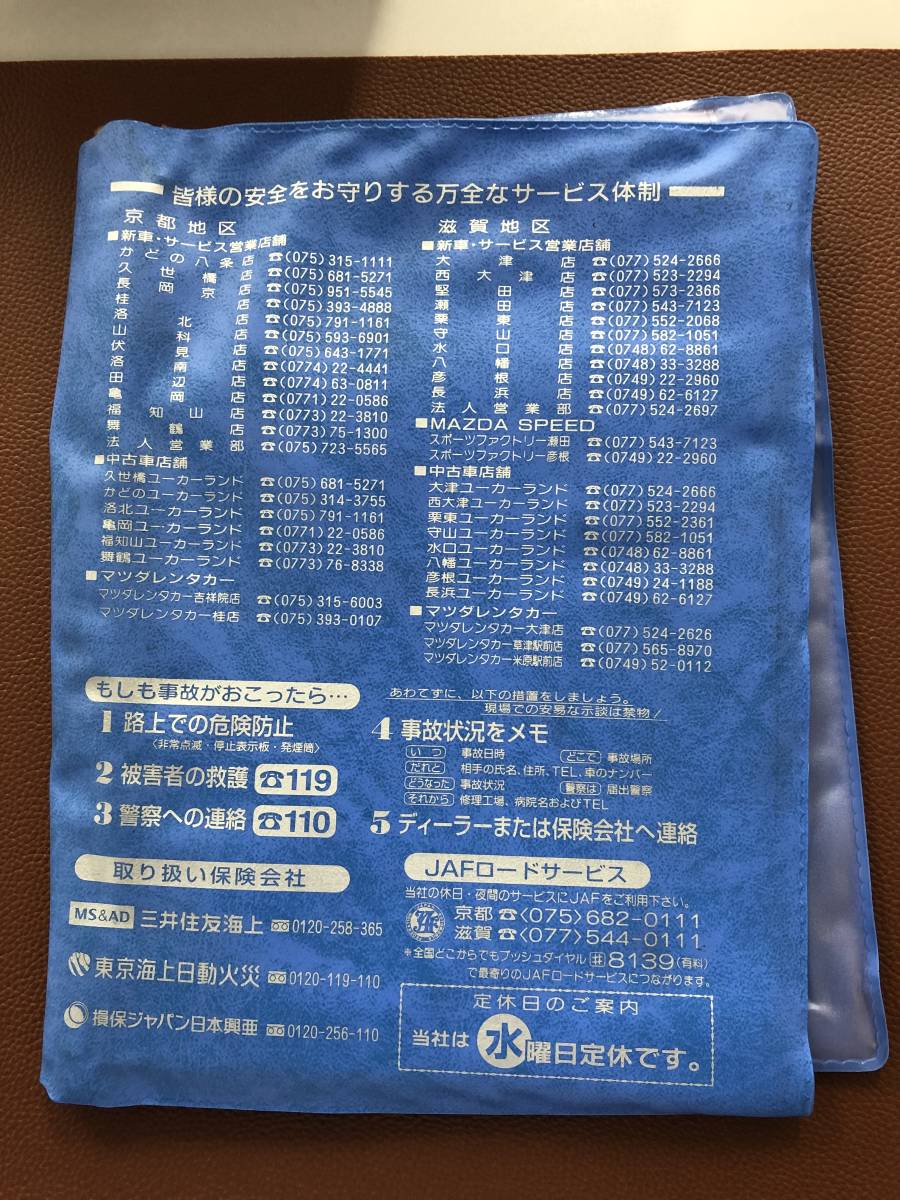 皆様の安全をお守りする万全なサービス体制
京都地区
■新車・サービス営業店舗
かどの八条店 ☎(075)315-1111
久世橋店 ☎(075)681-5271
長岡京店 ☎(075)951-5545
桂店 ☎(075)393-4888
洛北店 ☎(075)791-1161
山科店 ☎(075)593-6901
伏見店 ☎(075)643-1771
洛南店 ☎(0774)22-4441
田辺店 ☎(0774)63-0811
亀岡店 ☎(0771)22-0586
福知山店 ☎(0773)22-3810
舞鶴店 ☎(0773)75-1300
法人営業部 ☎(075)723-5565
■中古車店舗
久世橋ユーカーランド ☎(075)681-5271
かどのユーカーランド ☎(075)314-3755
洛北ユーカーランド ☎(075)791-1161
亀岡ユーカーランド ☎(0771)22-0586
福知山ユーカーランド ☎(0773)22-3810
舞鶴ユーカーランド ☎(0773)76-8338
■マツダレンタカー
マツダレンタカー吉祥院店 ☎(075)315-6003
マツダレンタカー桂店 ☎(075)393-0107
滋賀地区
■新車・サービス営業店舗
大津店 ☎(077)524-2666
西大津店 ☎(077)523-2294
堅田店 ☎(077)573-2366
瀬田店 ☎(077)543-7123
栗東店 ☎(077)552-2068
守山店 ☎(077)582-1051
水口店 ☎(0748)62-8861
八幡店 ☎(0748)33-3288
彦根店 ☎(0749)22-2960
長浜店 ☎(0749)62-6127
法人営業部 ☎(077)524-2697
■MAZDA SPEED
スポーツファクトリー瀬田 ☎(077)543-7123
スポーツファクトリー彦根 ☎(0749)22-2960
■中古車店舗
大津ユーカーランド ☎(077)524-2666
西大津ユーカーランド ☎(077)523-2294
栗東ユーカーランド ☎(077)552-2361
守山ユーカーランド ☎(077)582-1051
水口ユーカーランド ☎(0748)62-8861
八幡ユーカーランド ☎(0748)33-3288
彦根ユーカーランド ☎(0749)24-1188
長浜ユーカーランド ☎(0749)62-6127
■マツダレンタカー
マツダレンタカー大津店 ☎(077)524-2626
マツダレンタカー草津駅前店 ☎(077)565-8970
マツダレンタカー米原駅前店 ☎(0749)52-0112
もしも事故がおこったら…
あわてずに、以下の措置をしましょう。
現場での安易な示談は禁物!
1 路上での危険防止
〈非常点滅・停止表示板・発煙筒〉
2 被害者の救護 ☎119
3 警察への連絡 ☎110
4 事故状況をメモ
いつ 事故日時 どこで 事故場所
だれと 相手の氏名、住所、TEL、車のナンバー
どうなった 事故状況 警察は 届出警察
それから 修理工場、病院名およびTEL
5 ディーラーまたは保険会社へ連絡
取り扱い保険会社
MS&AD 三井住友海上 0120-258-365
東京海上日動火災 0120-119-110
損保ジャパン日本興亜 0120-256-110
JAFロードサービス
当社の休日・夜間のサービスにJAFをご利用下さい。
京都 ☎〈075〉682-0111
滋賀 ☎〈077〉544-0111
＊全国どこからでもプッシュダイヤル #8139(有料)
で最寄りのJAFロードサービスにつながります。
定休日のご案内
当社は水曜日定休です。